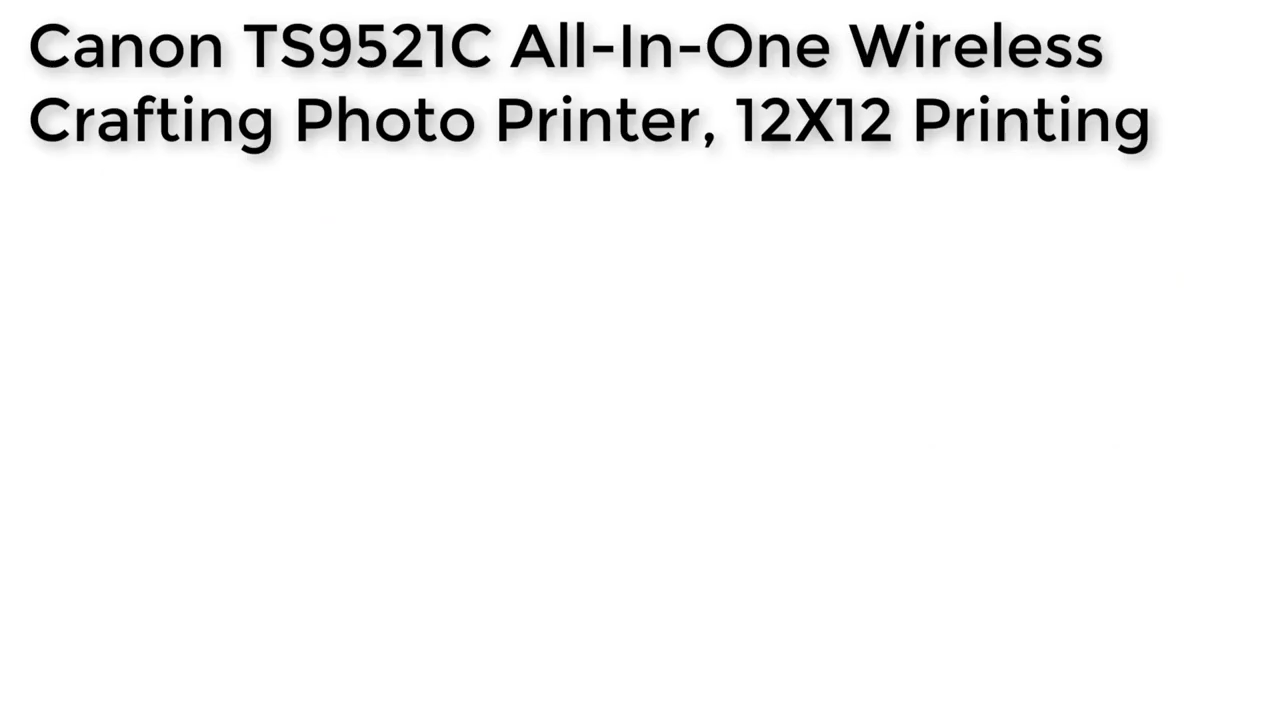 Canon TS9521C All-In-One Wireless
Crafting Photo Printer, 12X12 Printing